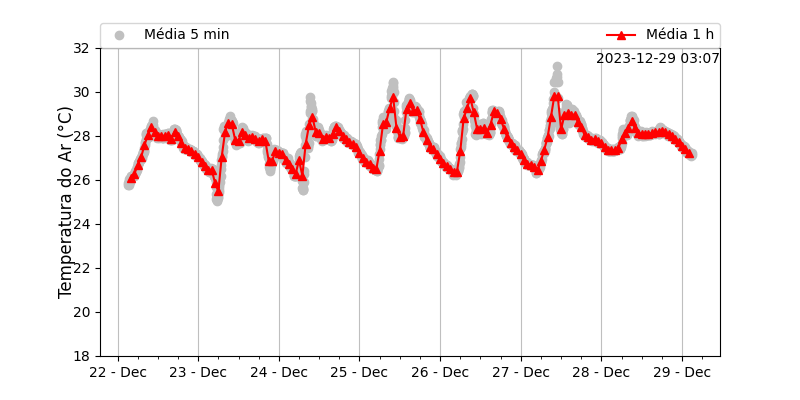 Média 5 min
Média 1 h
2023-12-29 03:07
Temperatura do Ar (°C)
32
30
28
26
24
22
20
18
22 - Dec
23 - Dec
24 - Dec
25 - Dec
26 - Dec
27 - Dec
28 - Dec
29 - Dec